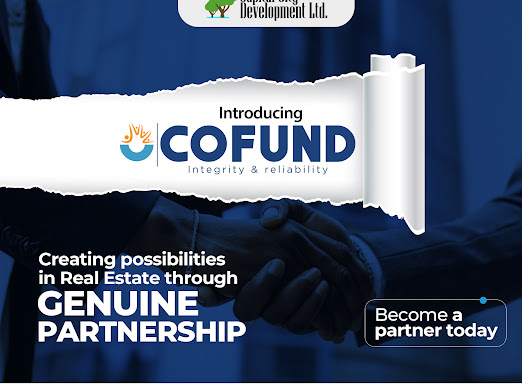 Development Ltd.
Introducing
COFUND
Integrity & reliability
Creating possibilities
in Real Estate through
GENUINE
PARTNERSHIP
Become a
partner today